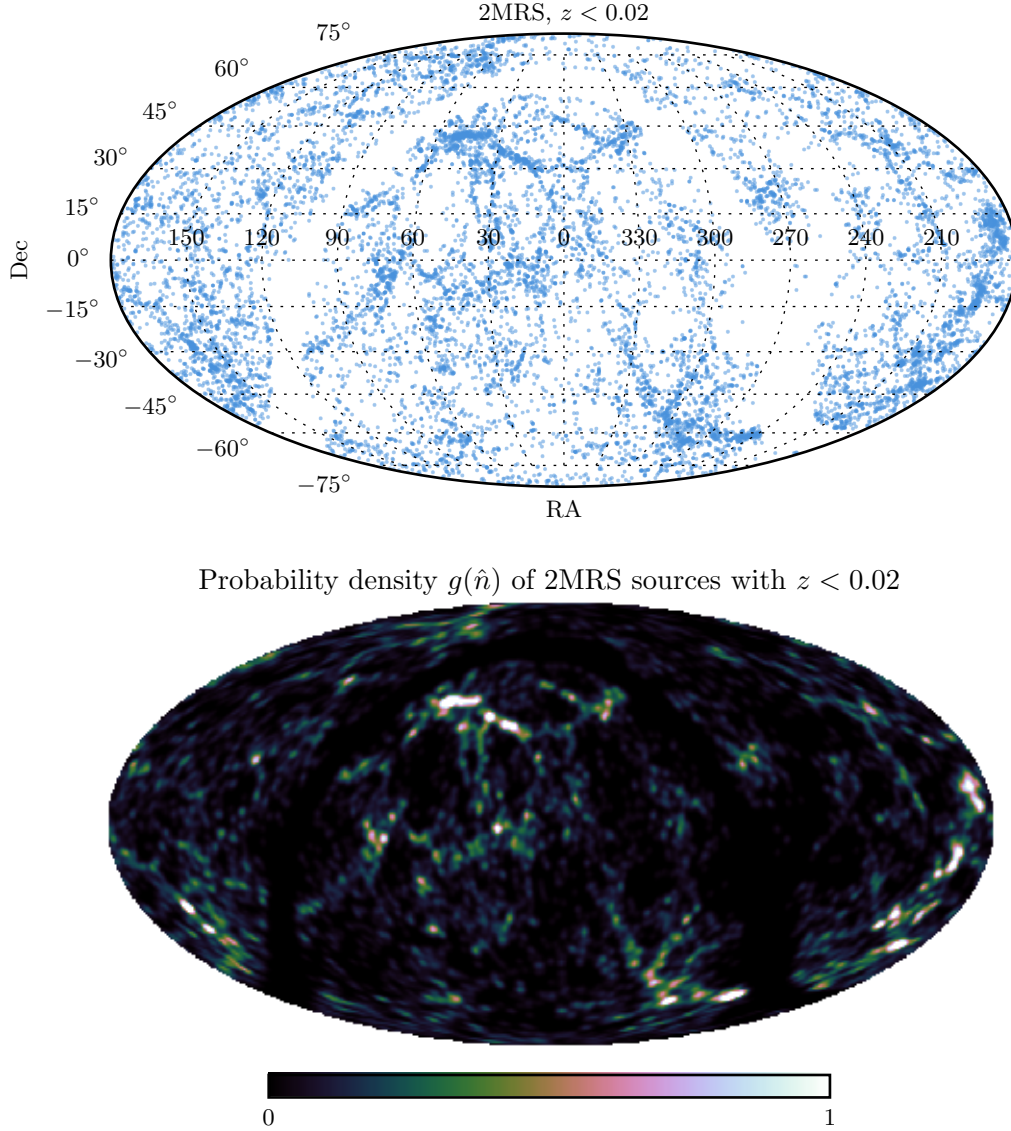 2MRS, z < 0.02
75°
60°
45°
30°
15°
0°
−15°
−30°
−45°
−60°
−75°
Dec
150 120 90 60 30 0 330 300 270 240 210
RA
Probability density g(n̂) of 2MRS sources with z < 0.02
0 1